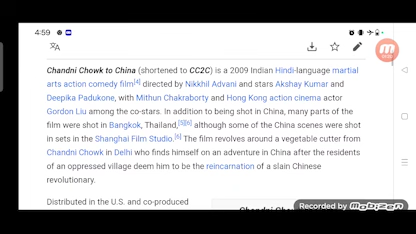 4:59
Chandni Chowk to China (shortened to CC2C) is a 2009 Indian Hindi-language martial
arts action comedy film[4] directed by Nikkhil Advani and stars Akshay Kumar and
Deepika Padukone, with Mithun Chakraborty and Hong Kong action cinema actor
Gordon Liu among the co-stars. In addition to being shot in China, many parts of the
film were shot in Bangkok, Thailand,[5][6] although some of the China scenes were shot
in sets in the Shanghai Film Studio.[6] The film revolves around a vegetable cutter from
Chandni Chowk in Delhi who finds himself on an adventure in China after the residents
of an oppressed village deem him to be the reincarnation of a slain Chinese
revolutionary.
Distributed in the U.S. and co-produced
Recorded by mobizen